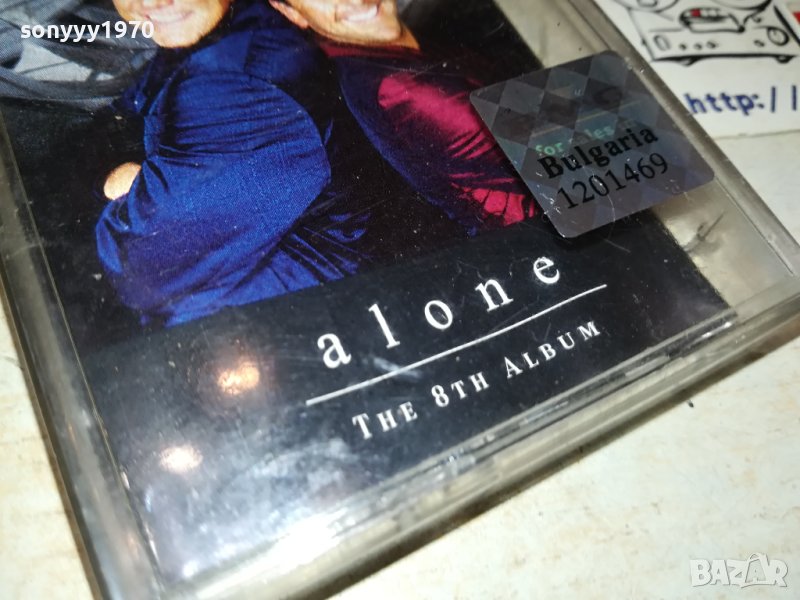 sonyyy1970
http://
for sales
Bulgaria
1201469
alone
THE 8TH ALBUM
BAZAR